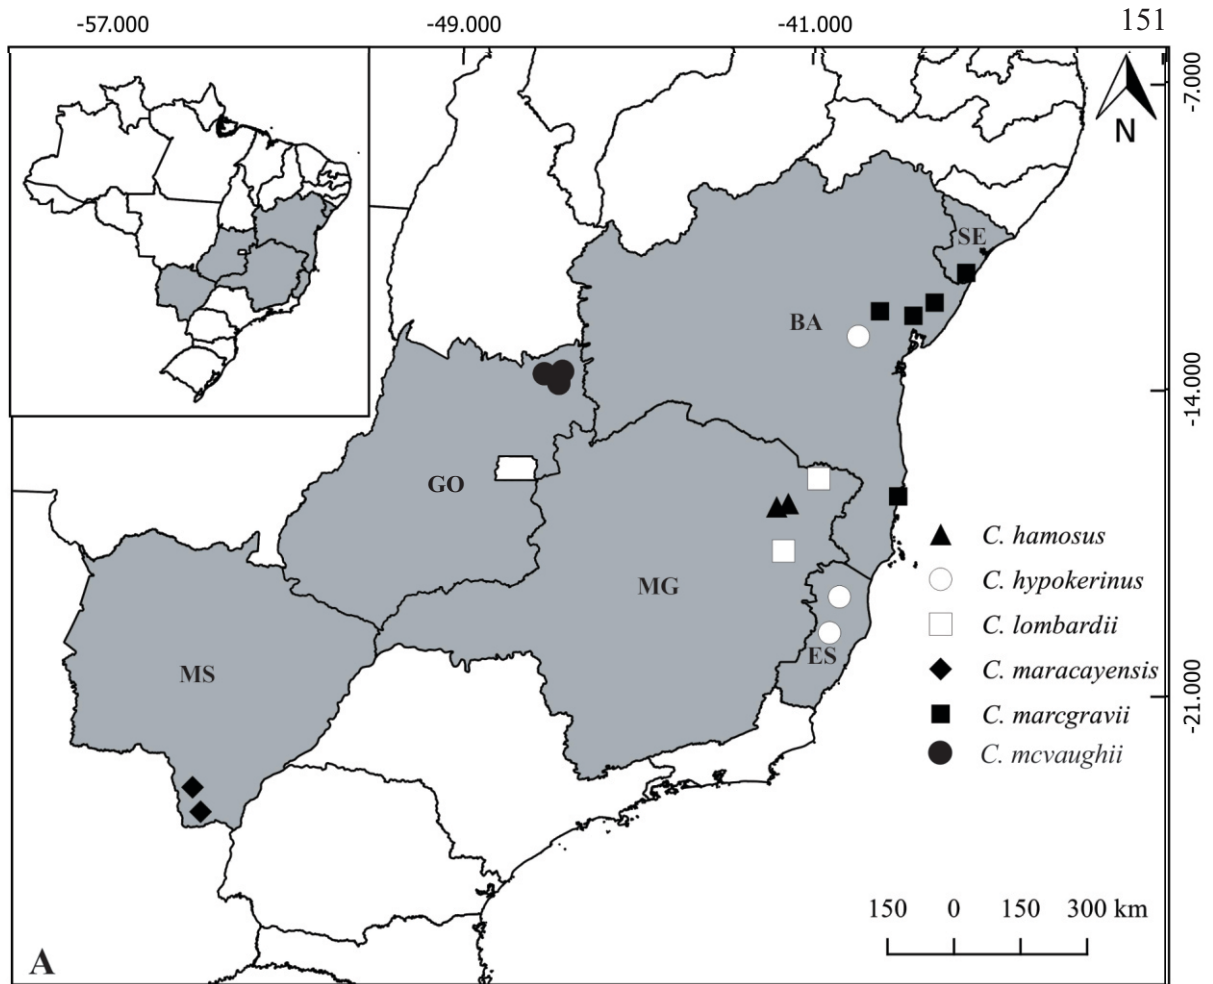 -57.000 -49.000 -41.000 151
-7.000
N
SE
BA
-14.000
GO
C. hamosus
C. hypokerinus
MG
C. lombardii
ES
MS
C. maracayensis
-21.000
C. marcgravii
C. mcvaughii
150 0 150 300 km
A